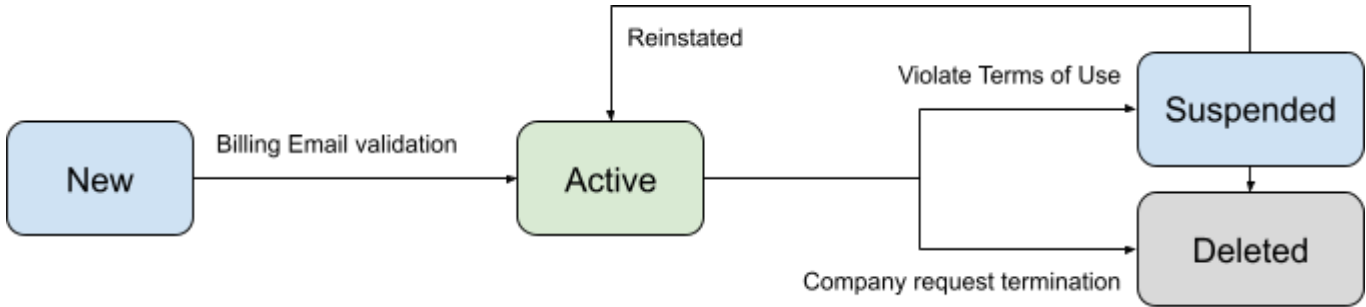 Reinstated
Violate Terms of Use
Suspended
Billing Email validation
New
Active
Deleted
Company request termination